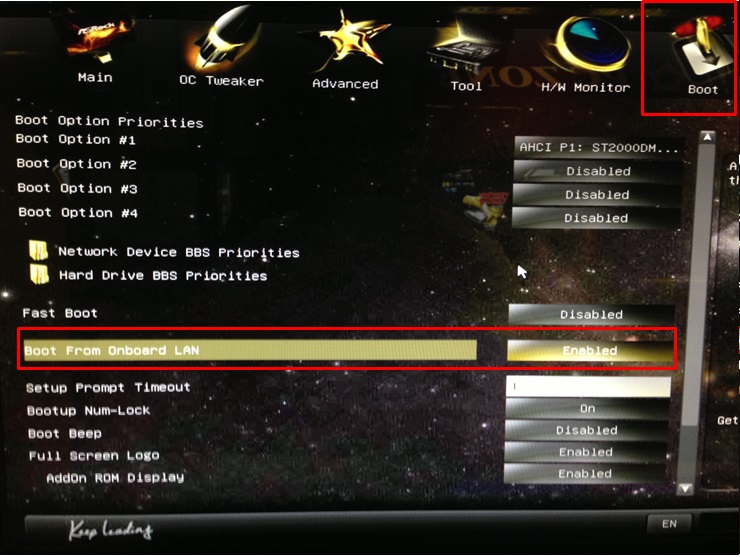 ASRock
Main
OC Tweaker
Advanced
Tool
H/W Monitor
Boot
Boot Option Priorities
Boot Option #1 AHCI P1: ST2000DM...
Boot Option #2 Disabled
Boot Option #3 Disabled
Boot Option #4 Disabled
Network Device BBS Priorities
Hard Drive BBS Priorities
Fast Boot Disabled
Boot From Onboard LAN Enabled
Setup Prompt Timeout 1
Bootup Num-Lock On
Boot Beep Disabled
Full Screen Logo Enabled
AddOn ROM Display Enabled
Get
Keep Leading
EN